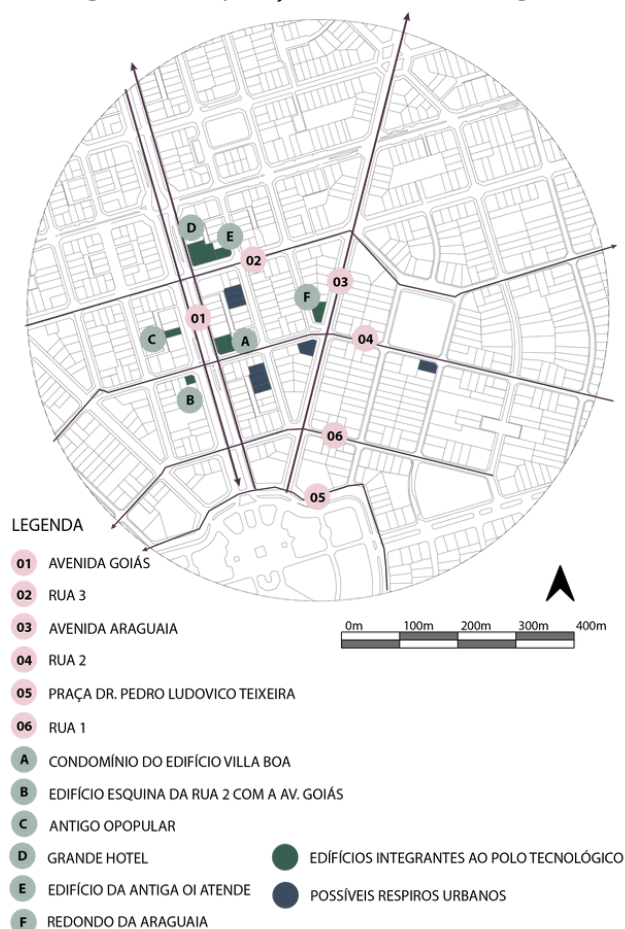 D
E
02
03
F
01
C
A
04
B
06
05
LEGENDA
01 AVENIDA GOIÁS
02 RUA 3
03 AVENIDA ARAGUAIA
04 RUA 2
05 PRAÇA DR. PEDRO LUDOVICO TEIXEIRA
06 RUA 1
A CONDOMÍNIO DO EDIFÍCIO VILLA BOA
B EDIFÍCIO ESQUINA DA RUA 2 COM A AV. GOIÁS
C ANTIGO OPOPULAR
D GRANDE HOTEL
E EDIFÍCIO DA ANTIGA OI ATENDE
F REDONDO DA ARAGUAIA
0m 100m 200m 300m 400m
EDÍFÍCIOS INTEGRANTES AO POLO TECNOLÓGICO
POSSÍVEIS RESPIROS URBANOS